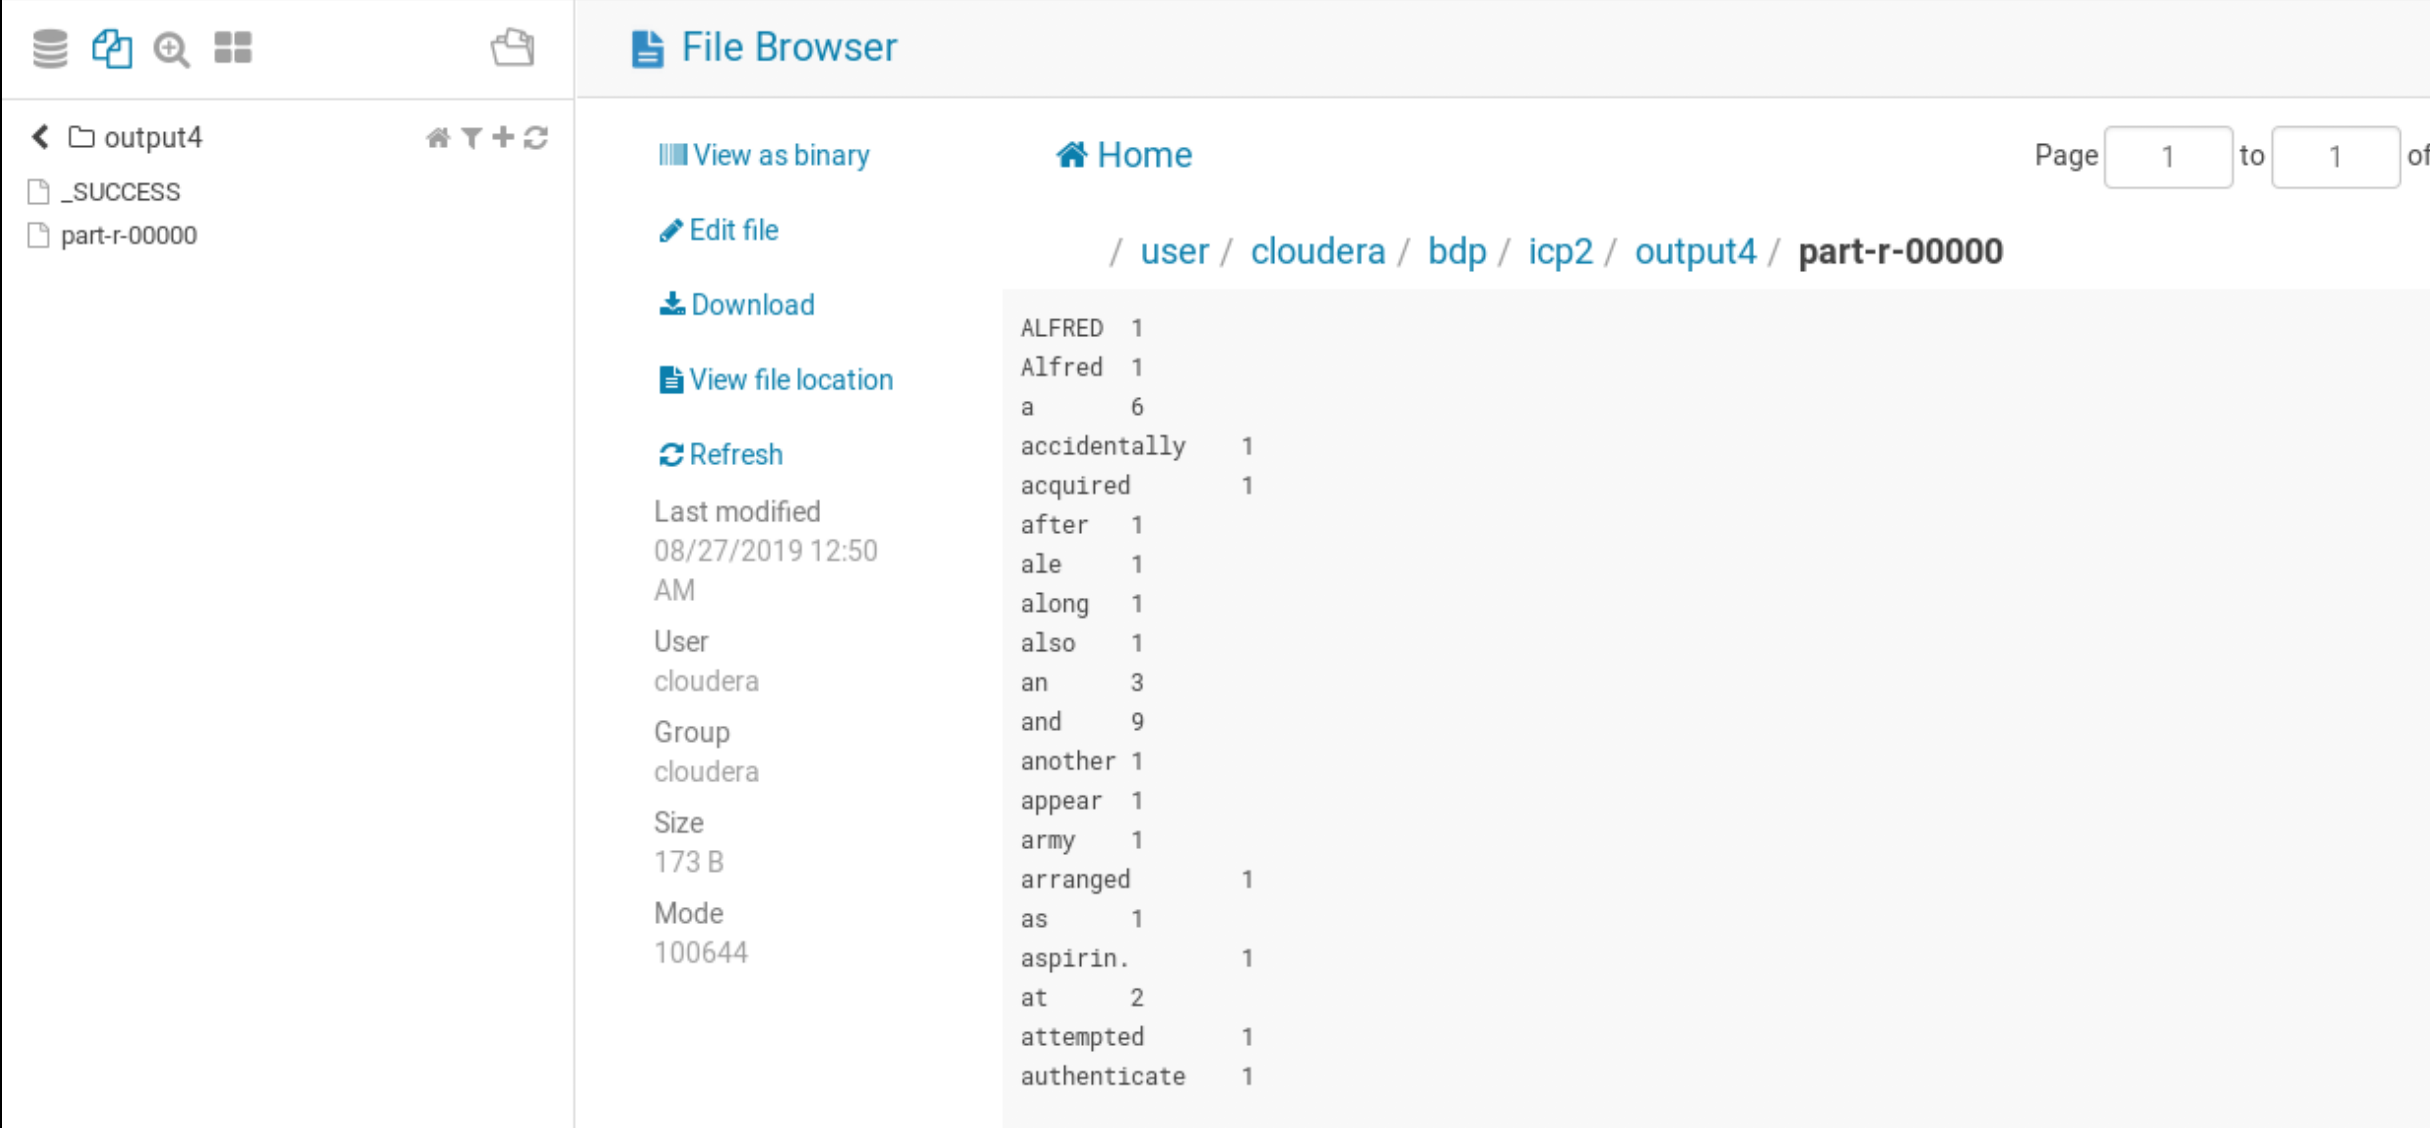 output4
_SUCCESS
part-r-00000
File Browser
View as binary
Edit file
Download
View file location
Refresh
Last modified
08/27/2019 12:50
AM
User
cloudera
Group
cloudera
Size
173 B
Mode
100644
Home
Page 1 to 1 of
/ user / cloudera / bdp / icp2 / output4 / part-r-00000
ALFRED 1
Alfred 1
a 6
accidentally 1
acquired 1
after 1
ale 1
along 1
also 1
an 3
and 9
another 1
appear 1
army 1
arranged 1
as 1
aspirin. 1
at 2
attempted 1
authenticate 1